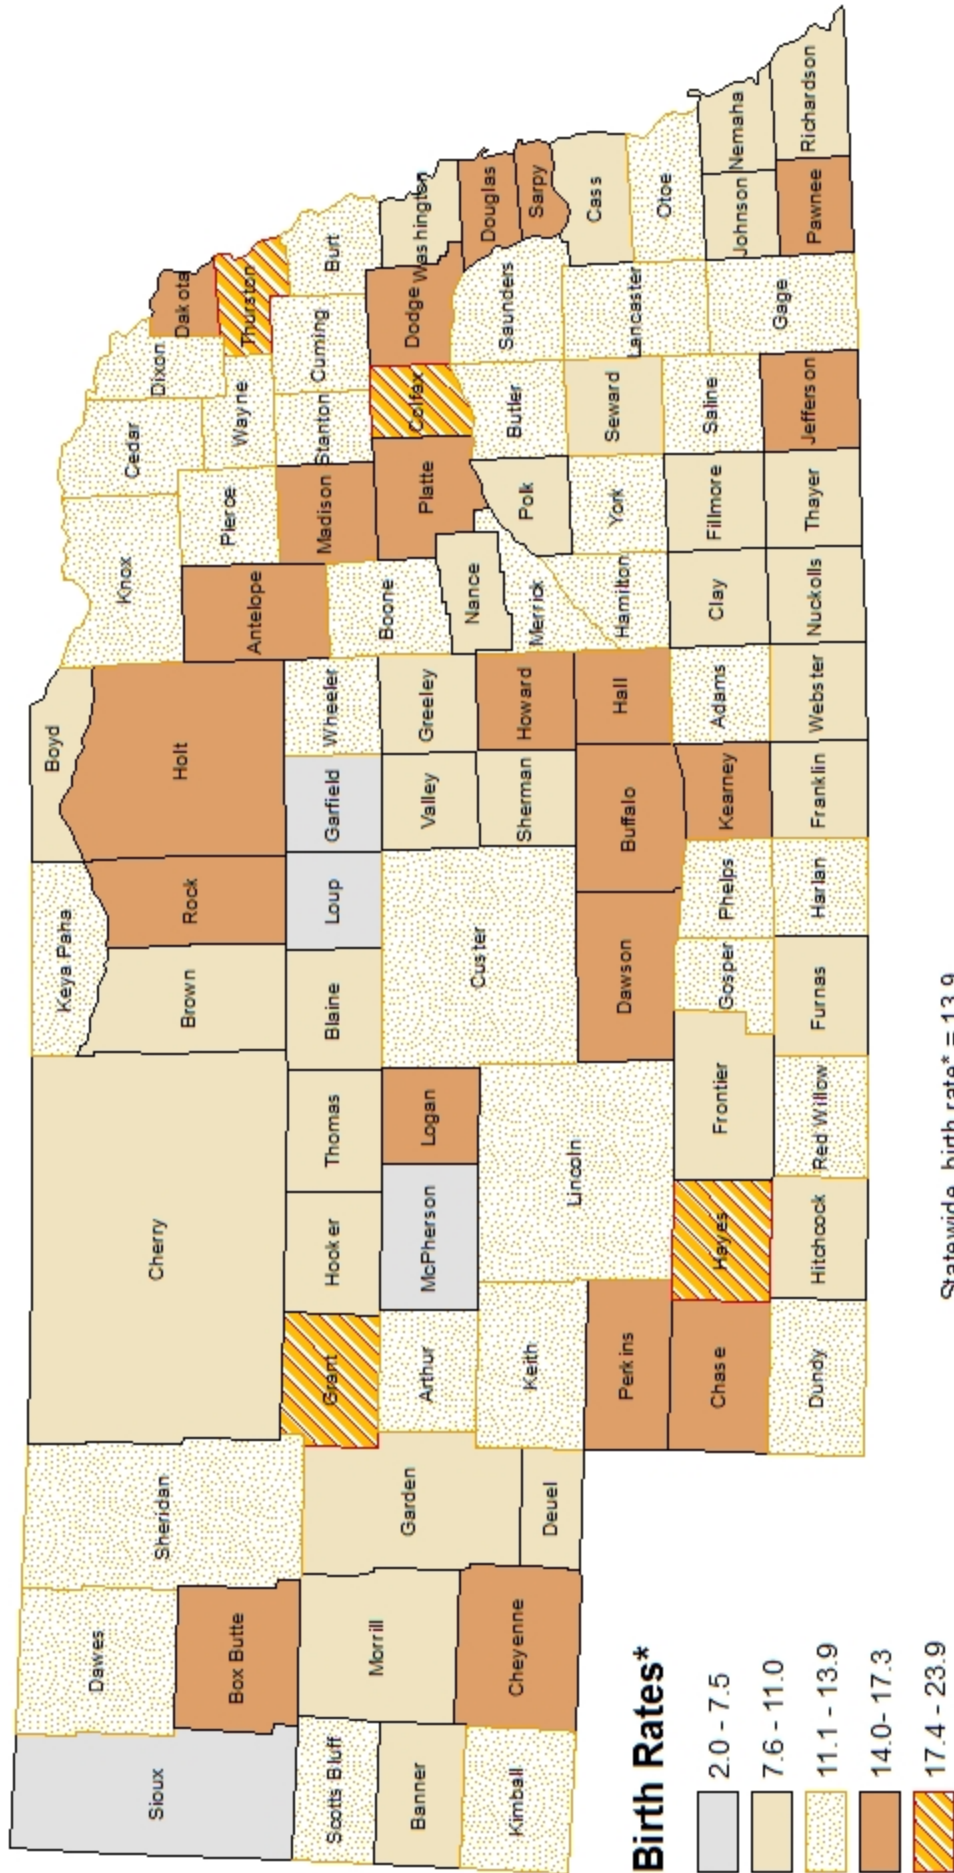 Sioux
Dawes
Sheridan
Cherry
Keya Paha
Boyd
Knox
Cedar
Dixon
Dakota
Box Butte
Brown
Rock
Holt
Antelope
Pierce
Wayne
Thurston
Scotts Bluff
Morrill
Garden
Grant
Hooker
Thomas
Blaine
Loup
Garfield
Wheeler
Boone
Madison
Stanton
Cuming
Burt
Banner
Arthur
McPherson
Logan
Custer
Valley
Greeley
Nance
Platte
Colfax
Dodge
Washington
Kimball
Cheyenne
Deuel
Keith
Lincoln
Sherman
Howard
Merrick
Polk
Butler
Saunders
Douglas
Sarpy
Perkins
Dawson
Buffalo
Hall
Hamilton
York
Seward
Lancaster
Cass
Otoe
Chase
Hayes
Frontier
Gosper
Phelps
Kearney
Adams
Clay
Fillmore
Saline
Gage
Johnson
Nemaha
Dundy
Hitchcock
Red Willow
Furnas
Harlan
Franklin
Webster
Nuckolls
Thayer
Jefferson
Pawnee
Richardson
Birth Rates*
2.0 - 7.5
7.6 - 11.0
11.1 - 13.9
14.0- 17.3
17.4 - 23.9
Statewide birth rate* = 13.9